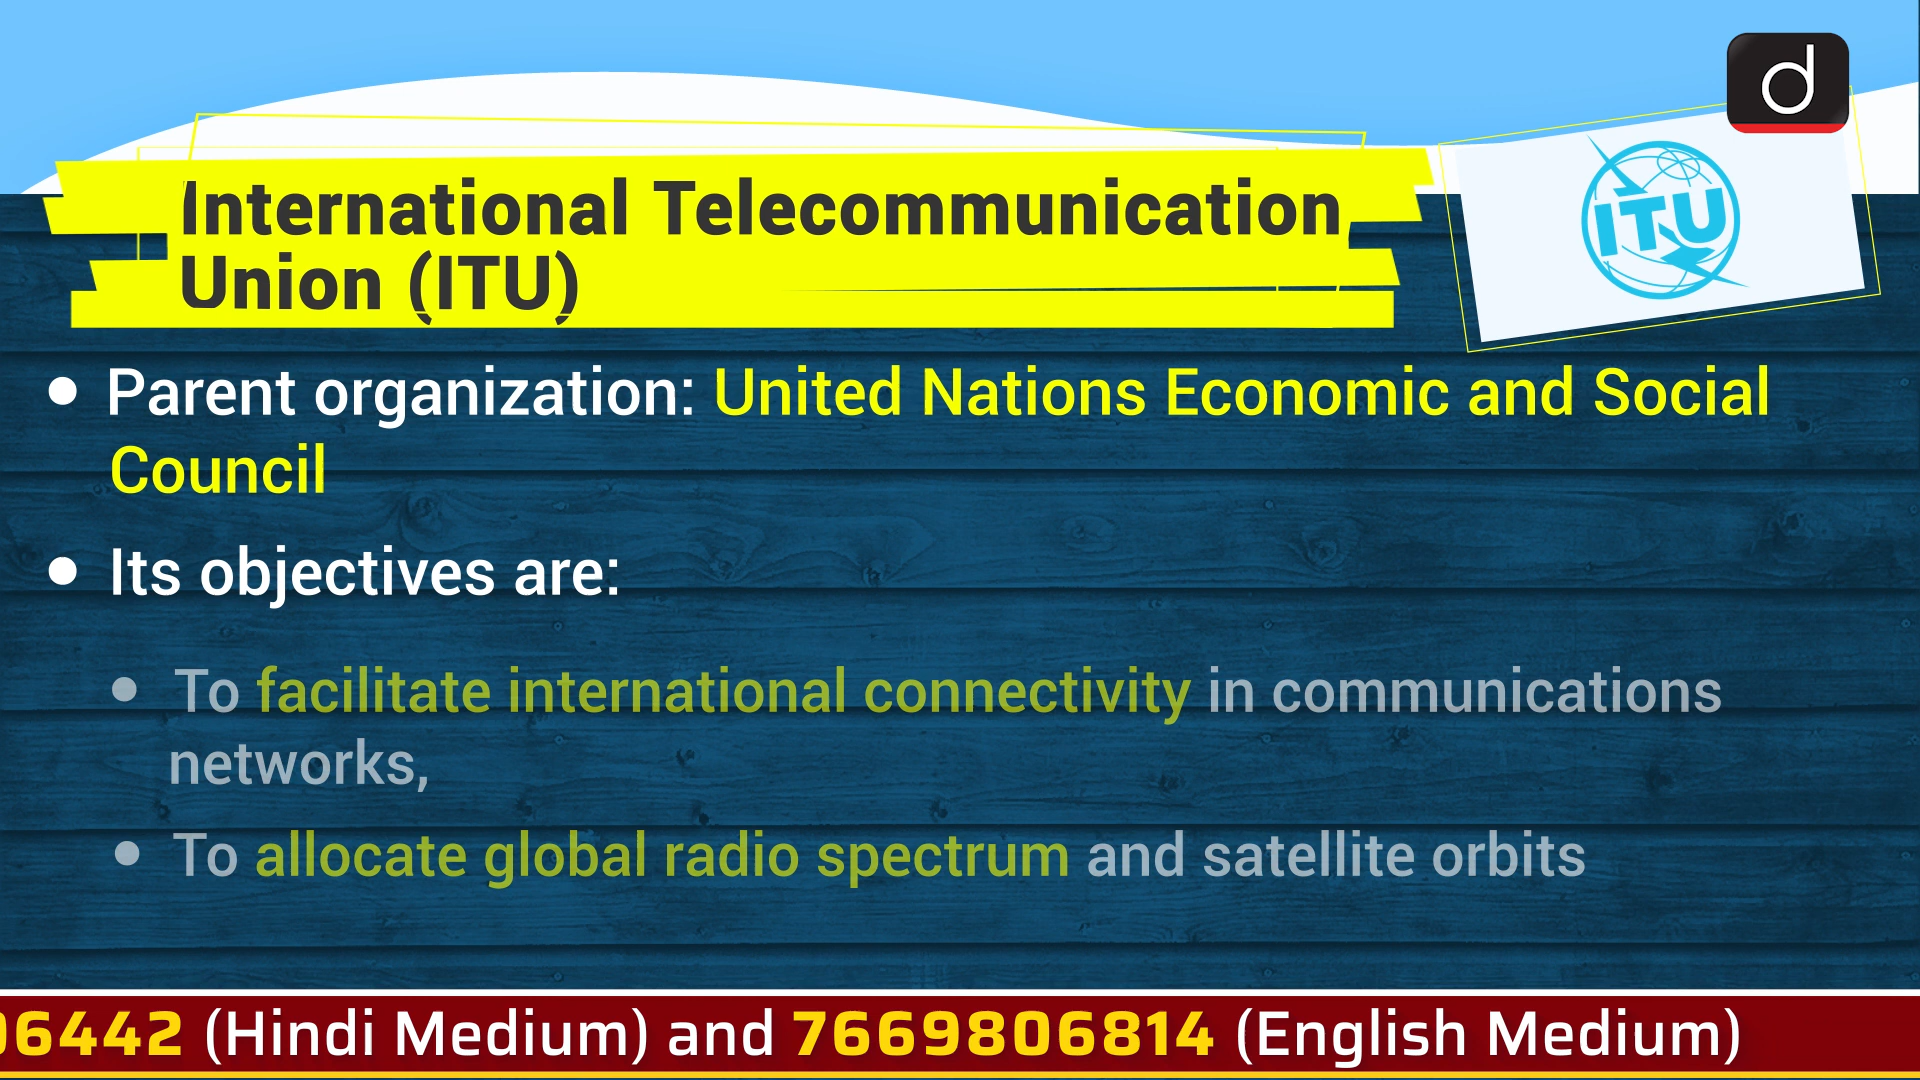 d
International Telecommunication
Union (ITU)
ITU
• Parent organization: United Nations Economic and Social
Council
• Its objectives are:
• To facilitate international connectivity in communications
networks,
• To allocate global radio spectrum and satellite orbits
6442 (Hindi Medium) and 7669806814 (English Medium)